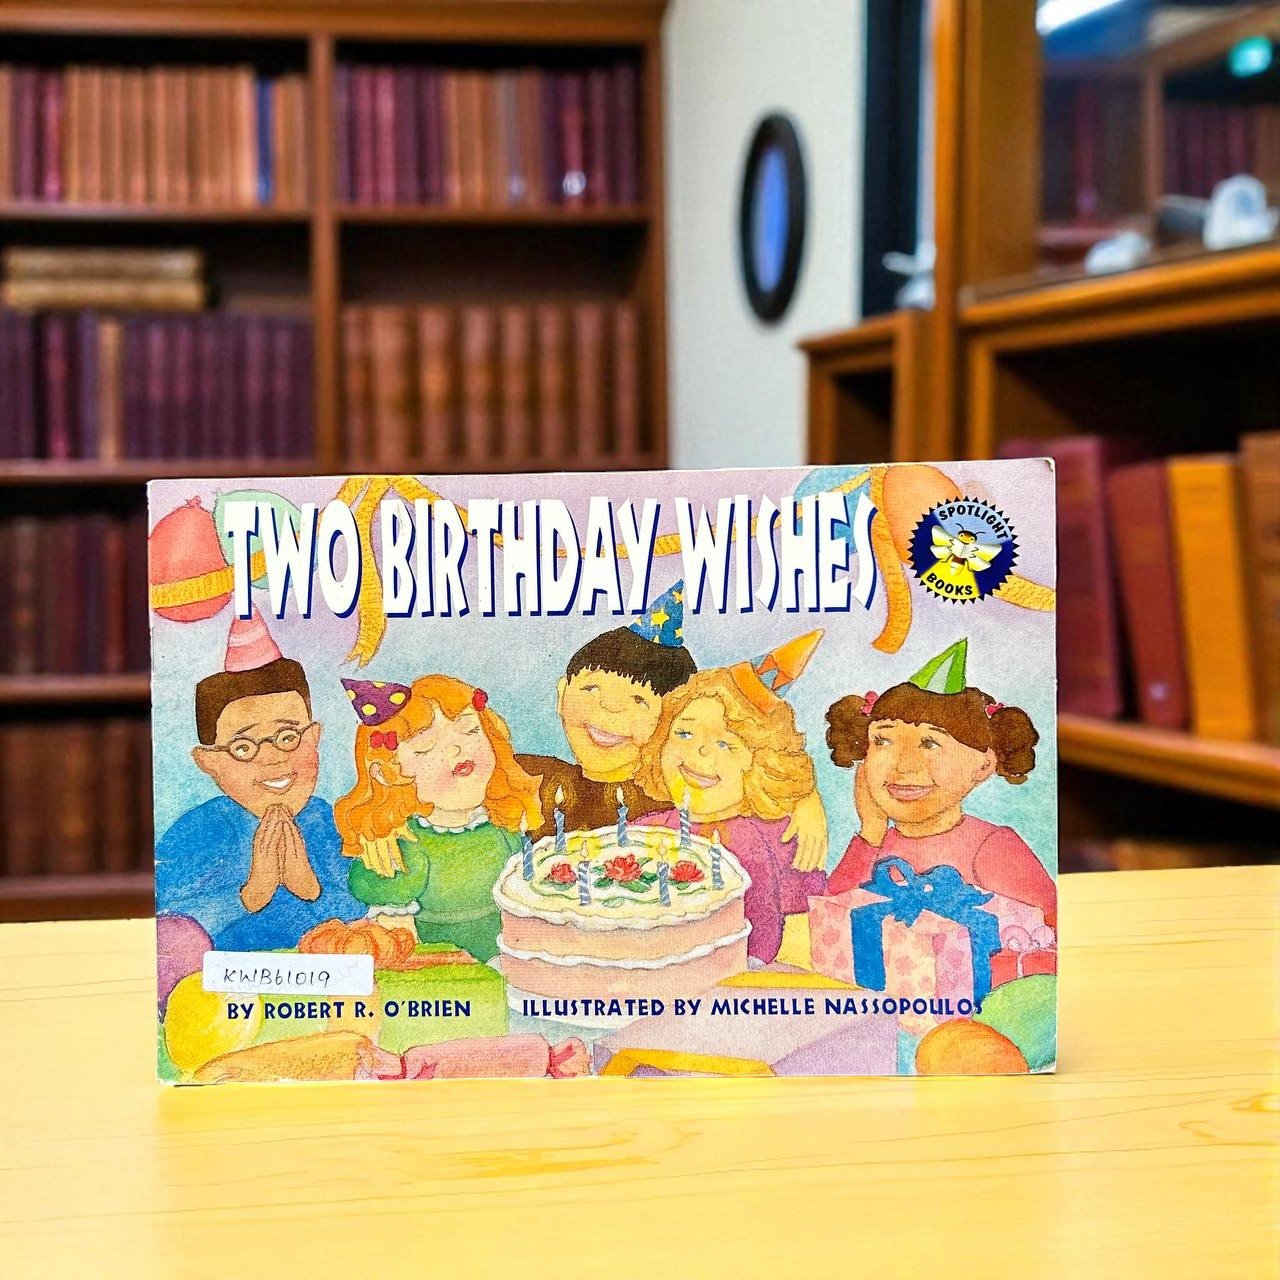 TWO BIRTHDAY WISHES
SPOTLIGHT
BOOKS
KWB61019
BY ROBERT R. O'BRIEN
ILLUSTRATED BY MICHELLE NASSOPOULOS